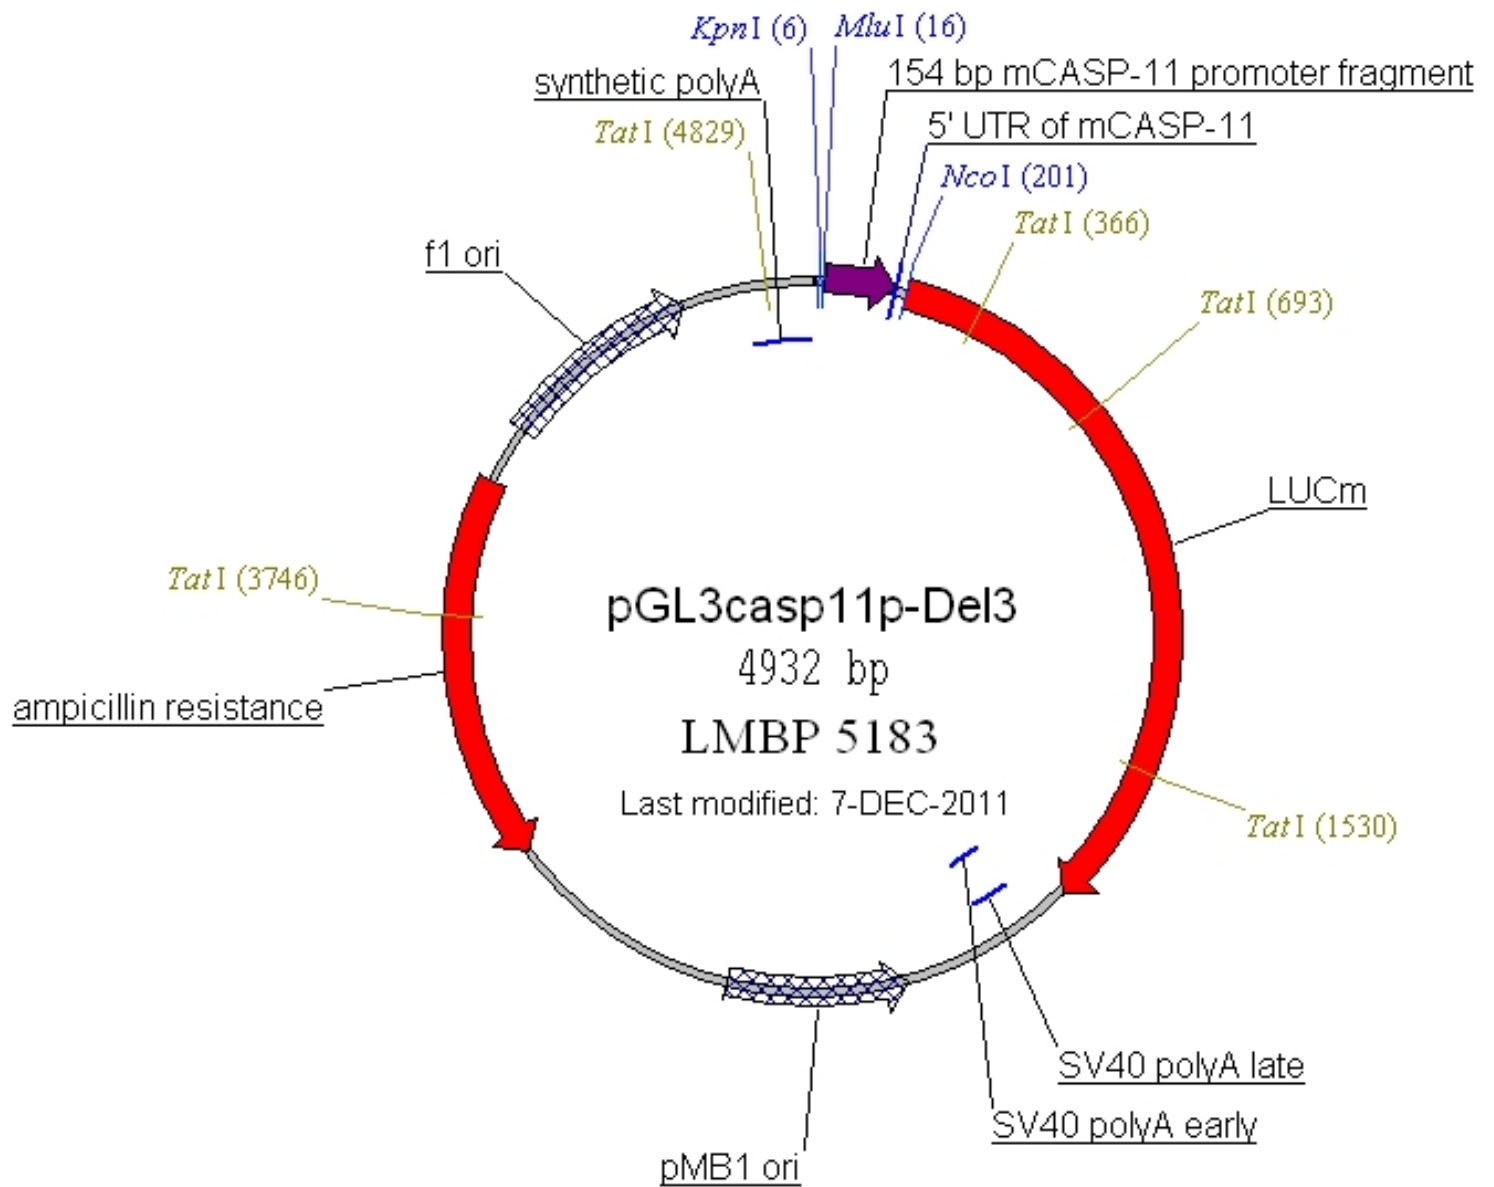 KpnI (6)
MluI (16)
synthetic polyA
154 bp mCASP-11 promoter fragment
TatI (4829)
5' UTR of mCASP-11
NcoI (201)
TatI (366)
f1 ori
TatI (693)
LUCm
TatI (3746)
pGL3casp11p-Del3
4932 bp
ampicillin resistance
LMBP 5183
Last modified: 7-DEC-2011
TatI (1530)
SV40 polyA late
SV40 polyA early
pMB1 ori